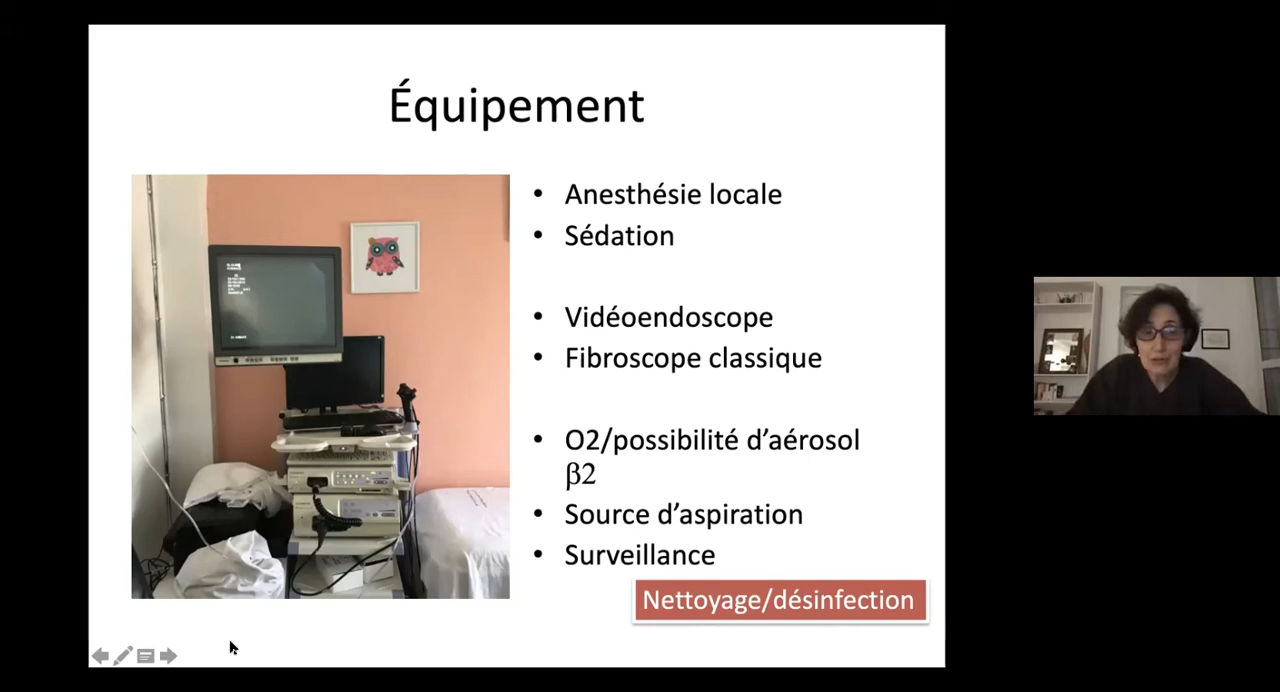 Équipement
• Anesthésie locale
• Sédation
• Vidéoendoscope
• Fibroscope classique
• O2/possibilité d’aérosol
β2
• Source d’aspiration
• Surveillance
Nettoyage/désinfection